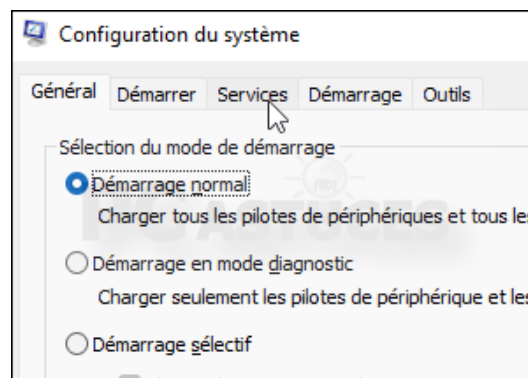 Configuration du système
Général Démarrer Services Démarrage Outils
Sélection du mode de démarrage
Démarrage normal
Charger tous les pilotes de périphériques et tous les
Démarrage en mode diagnostic
Charger seulement les pilotes de périphérique et les
Démarrage sélectif
PC ASTUCES